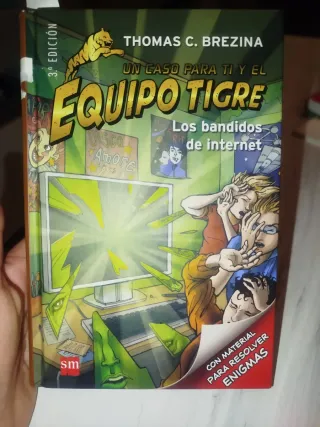 3.ª EDICIÓN
THOMAS C. BREZINA
UN CASO PARA TI Y EL
EQUIPO TIGRE
Los bandidos
de internet
CON MATERIAL
PARA RESOLVER
ENIGMAS
sm